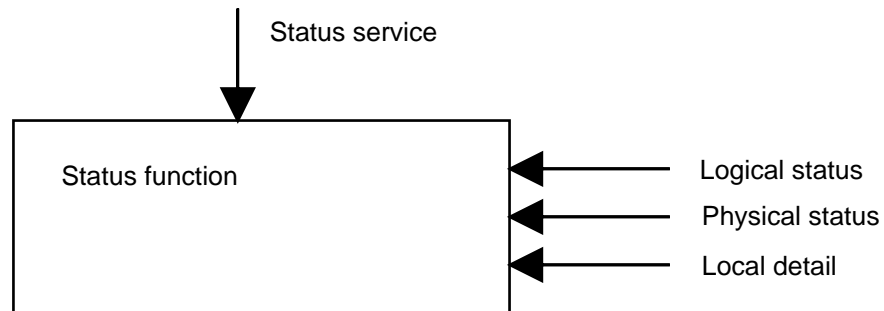 Status service
Status function
Logical status
Physical status
Local detail